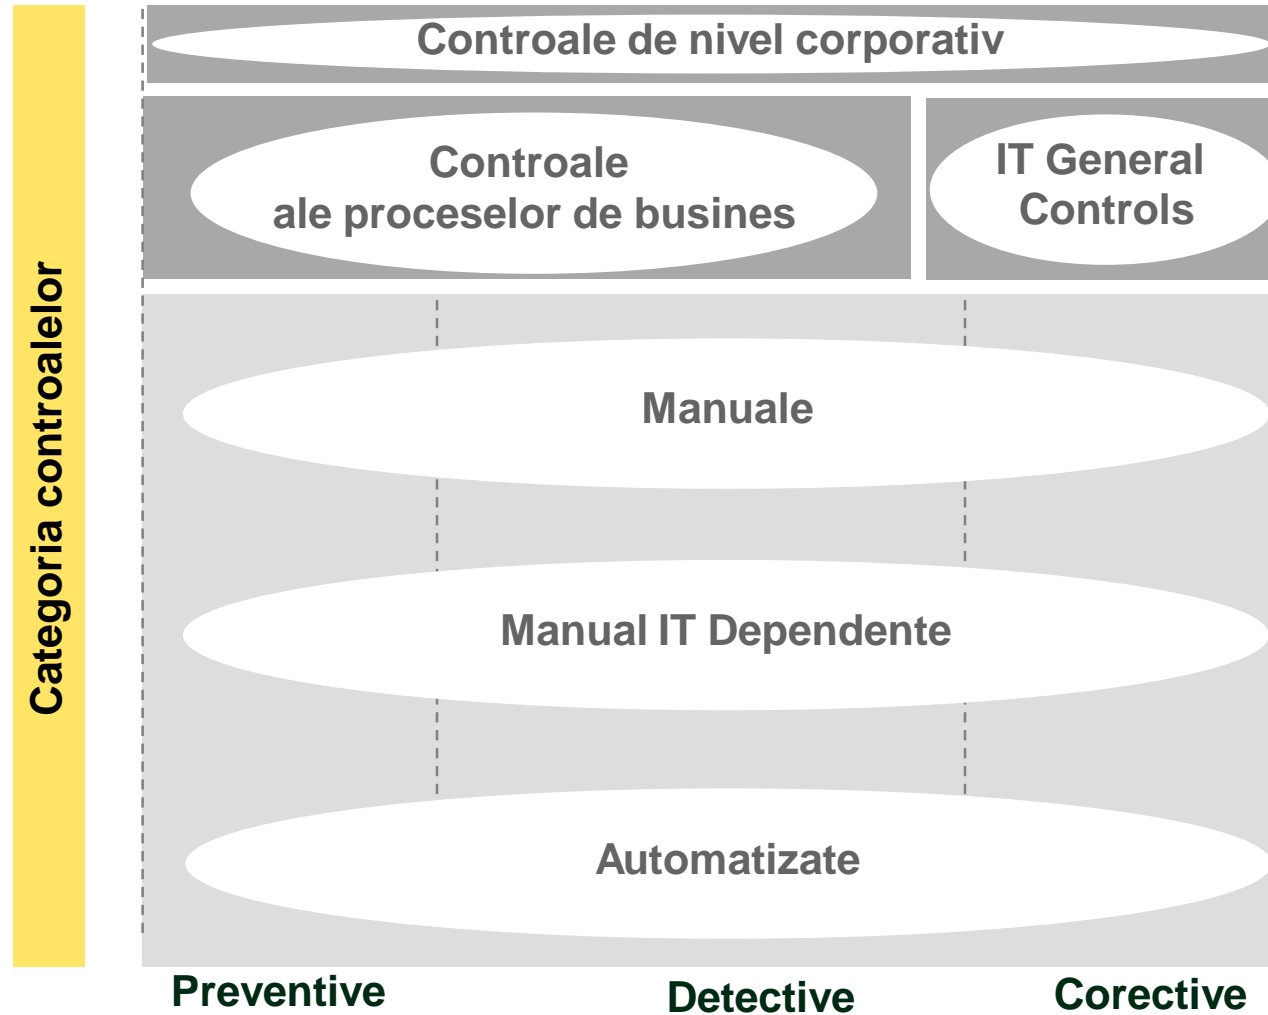 Controale de nivel corporativ
Controale
ale proceselor de busines
IT General
Controls
Categoria controalelor
Manuale
Manual IT Dependente
Automatizate
Preventive
Detective
Corective